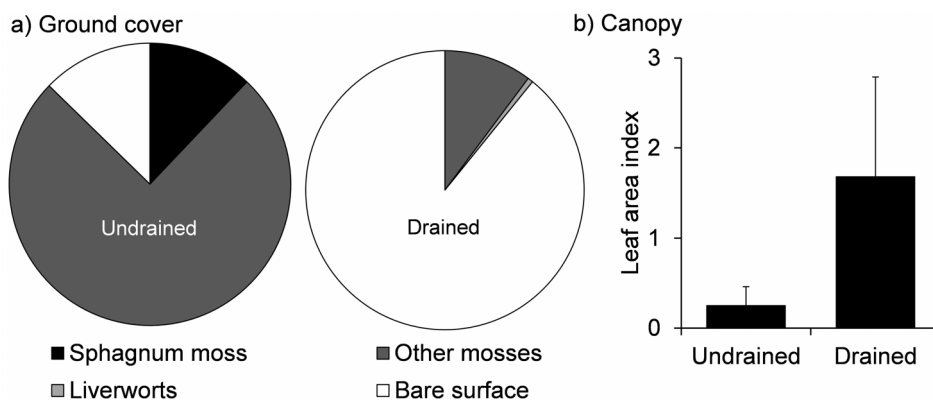 a) Ground cover
Undrained
Drained
Sphagnum moss
Other mosses
Liverworts
Bare surface
b) Canopy
Leaf area index
3
2
1
0
Undrained
Drained